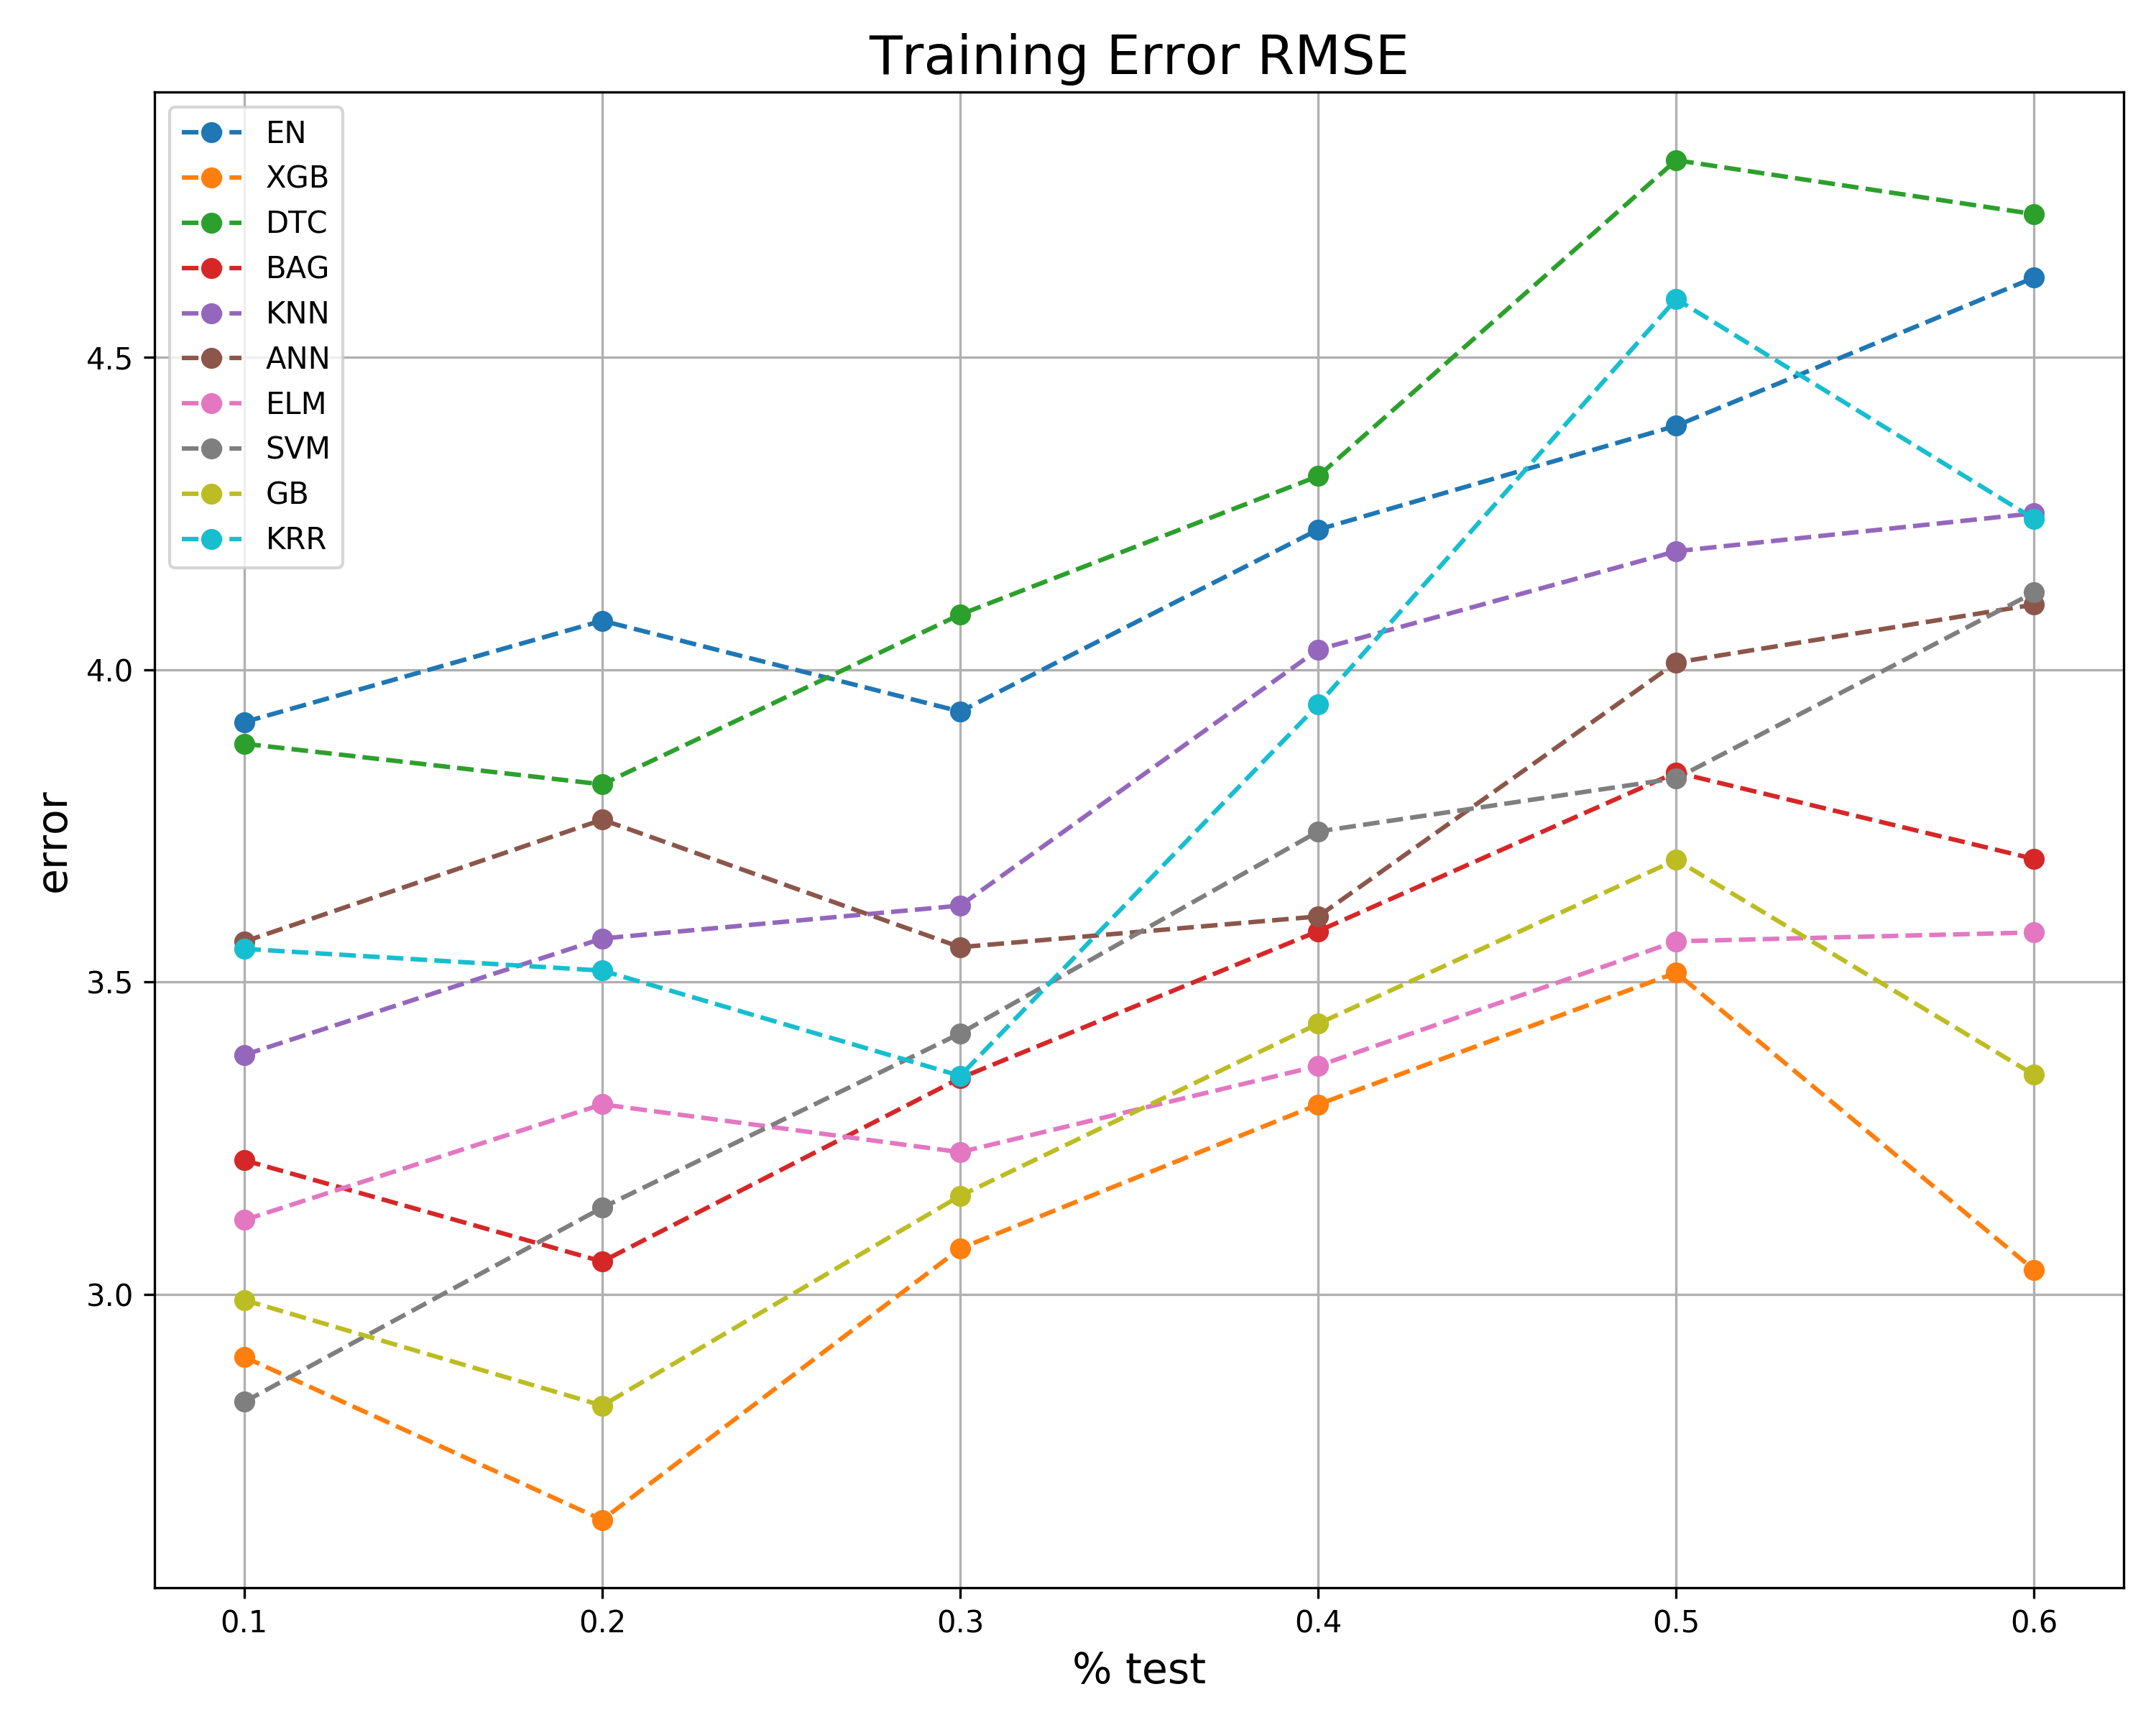 Training Error RMSE
EN
XGB
DTC
BAG
KNN
ANN
ELM
SVM
GB
KRR
4.5
4.0
3.5
3.0
error
0.1 0.2 0.3 0.4 0.5 0.6
% test